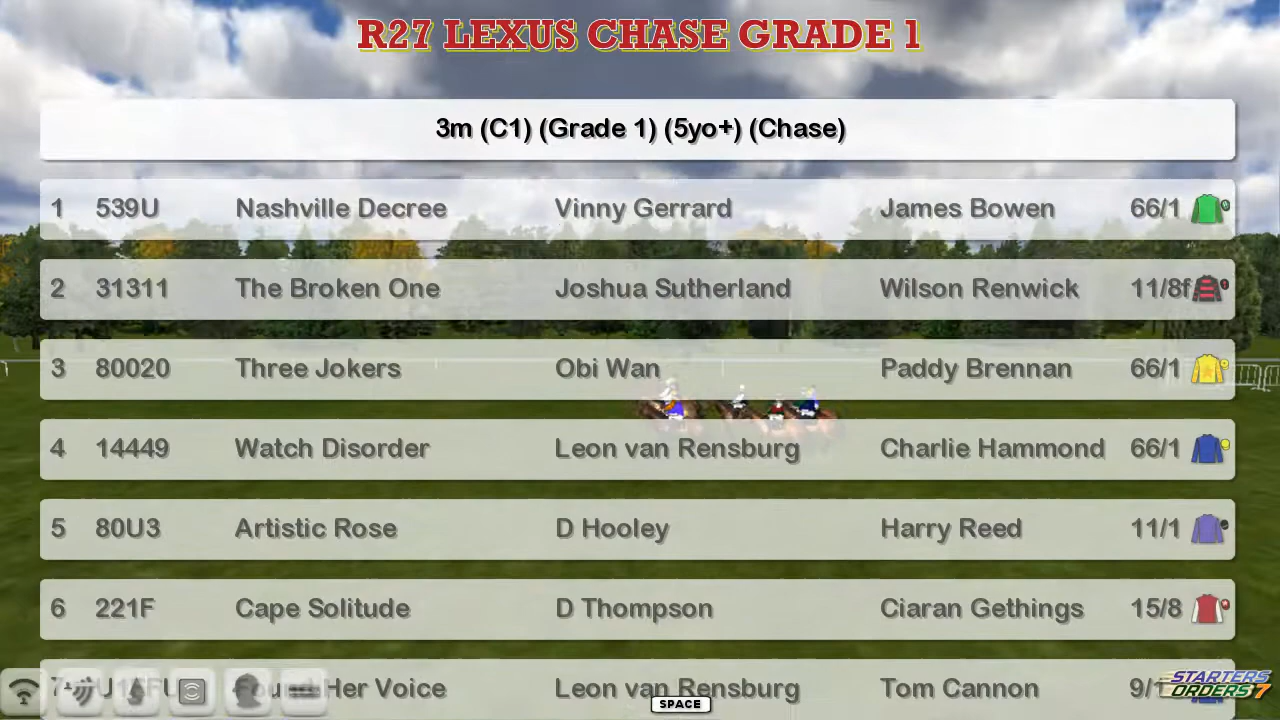 R27 LEXUS CHASE GRADE 1
3m (C1) (Grade 1) (5yo+) (Chase)
1 539U Nashville Decree Vinny Gerrard James Bowen 66/1
2 31311 The Broken One Joshua Sutherland Wilson Renwick 11/8f
3 80020 Three Jokers Obi Wan Paddy Brennan 66/1
4 14449 Watch Disorder Leon van Rensburg Charlie Hammond 66/1
5 80U3 Artistic Rose D Hooley Harry Reed 11/1
6 221F Cape Solitude D Thompson Ciaran Gethings 15/8
7 Found Her Voice Leon van Rensburg Tom Cannon 9/1
SPACE
STARTERS
ORDERS 7